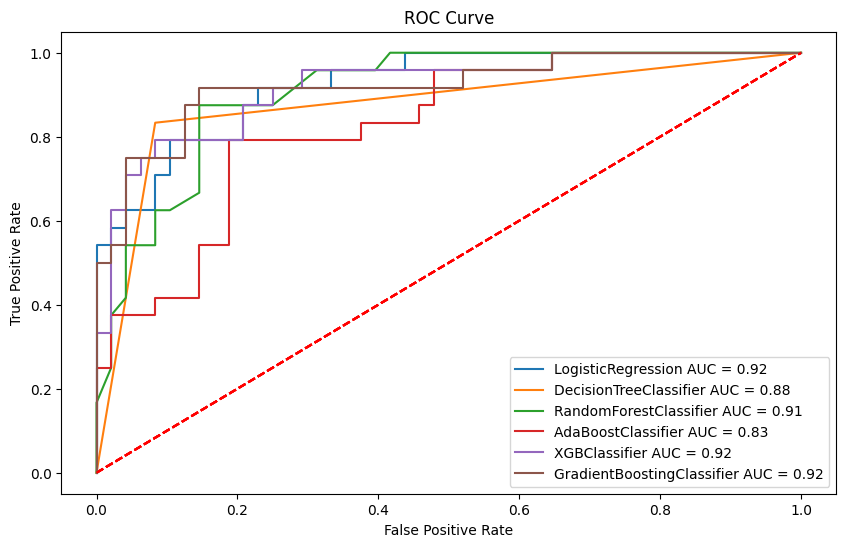 ROC Curve
True Positive Rate
1.0
0.8
0.6
0.4
0.2
0.0
LogisticRegression AUC = 0.92
DecisionTreeClassifier AUC = 0.88
RandomForestClassifier AUC = 0.91
AdaBoostClassifier AUC = 0.83
XGBClassifier AUC = 0.92
GradientBoostingClassifier AUC = 0.92
0.0 0.2 0.4 0.6 0.8 1.0
False Positive Rate